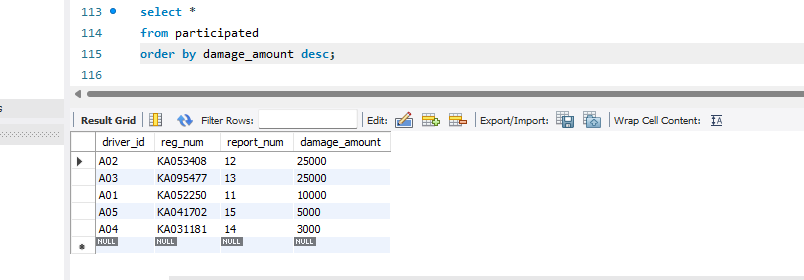 113 select *
114 from participated
115 order by damage_amount desc;
116
Result Grid Filter Rows: Edit: Export/Import: Wrap Cell Content: IA
driver_id reg_num report_num damage_amount
A02 KA053408 12 25000
A03 KA095477 13 25000
A01 KA052250 11 10000
A05 KA041702 15 5000
A04 KA031181 14 3000
NULL NULL NULL NULL